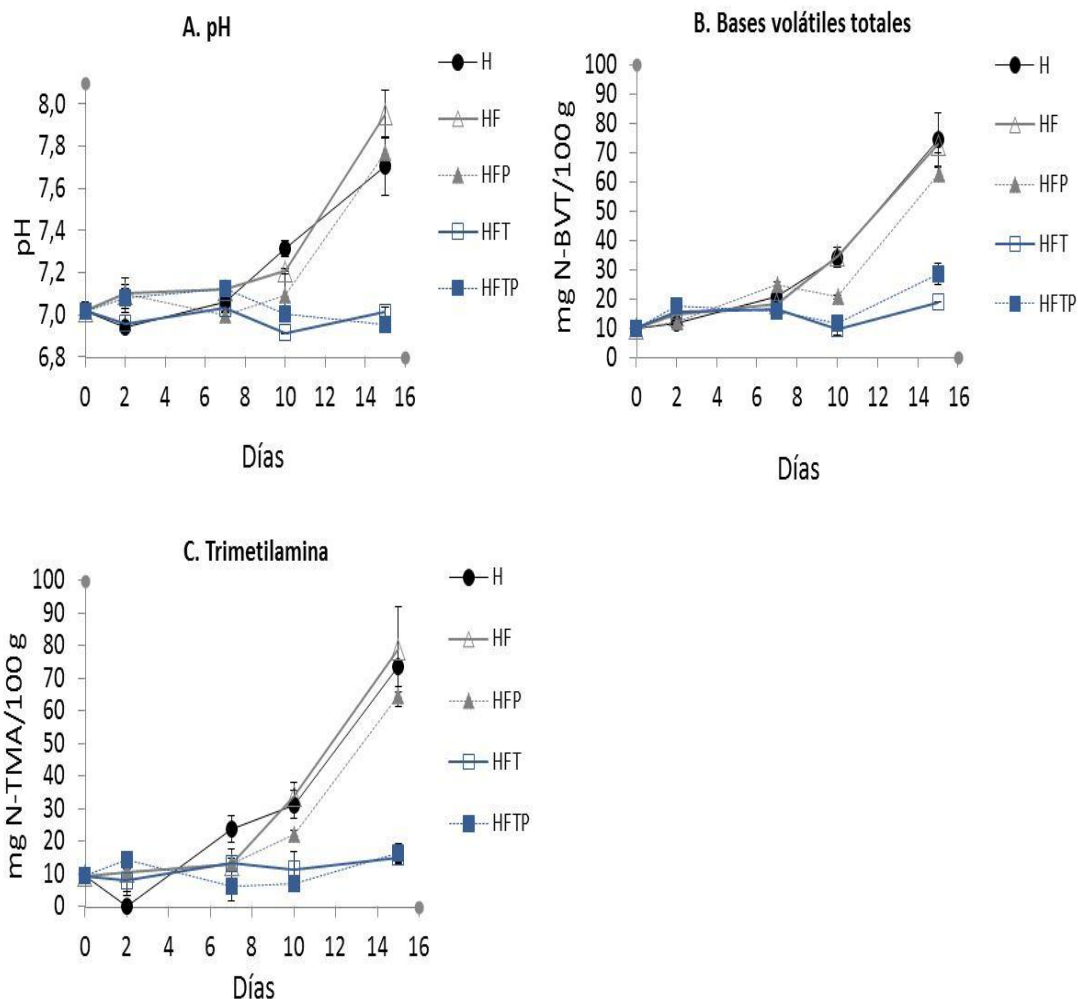 A. pH
H
HF
HFP
HFT
HFTP
8,0
7,8
7,6
7,4
7,2
7,0
6,8
pH
0 2 4 6 8 10 12 14 16
Días
B. Bases volátiles totales
H
HF
HFP
HFT
HFTP
100
90
80
70
60
50
40
30
20
10
0
mg N-BVT/100 g
0 2 4 6 8 10 12 14 16
Días
C. Trimetilamina
H
HF
HFP
HFT
HFTP
100
90
80
70
60
50
40
30
20
10
0
mg N-TMA/100 g
0 2 4 6 8 10 12 14 16
Días